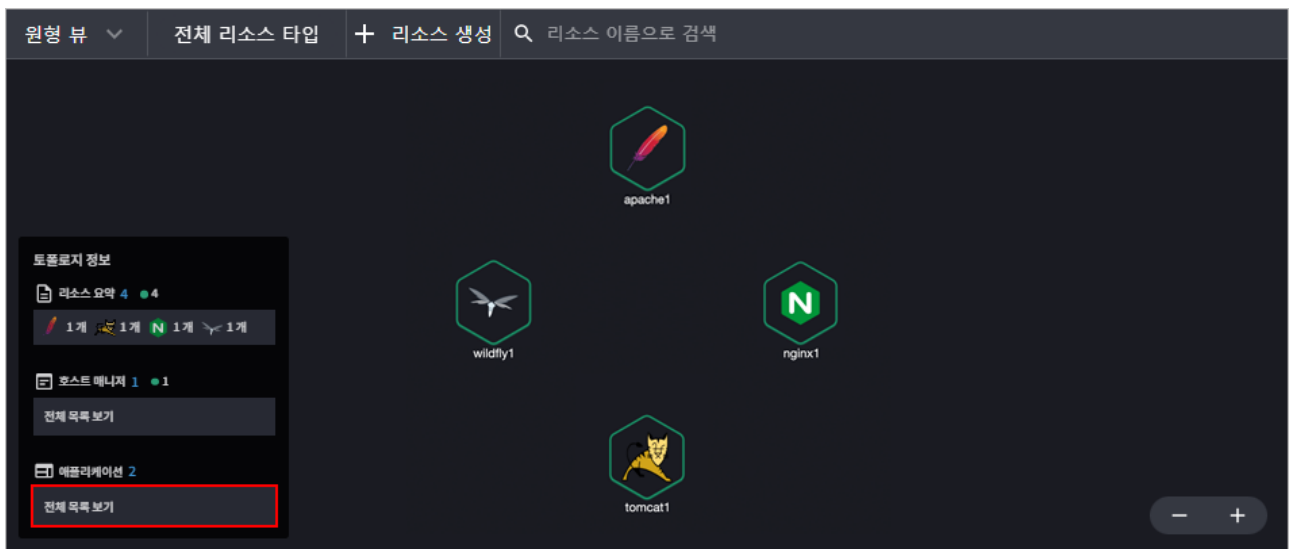 원형 뷰 전체 리소스 타입 + 리소스 생성 리소스 이름으로 검색
apache1
wildfly1
nginx1
tomcat1
토폴로지 정보
리소스 요약 4 4
1개 1개 N 1개 1개
호스트 매니저 1 1
전체 목록 보기
애플리케이션 2
전체 목록 보기
− +